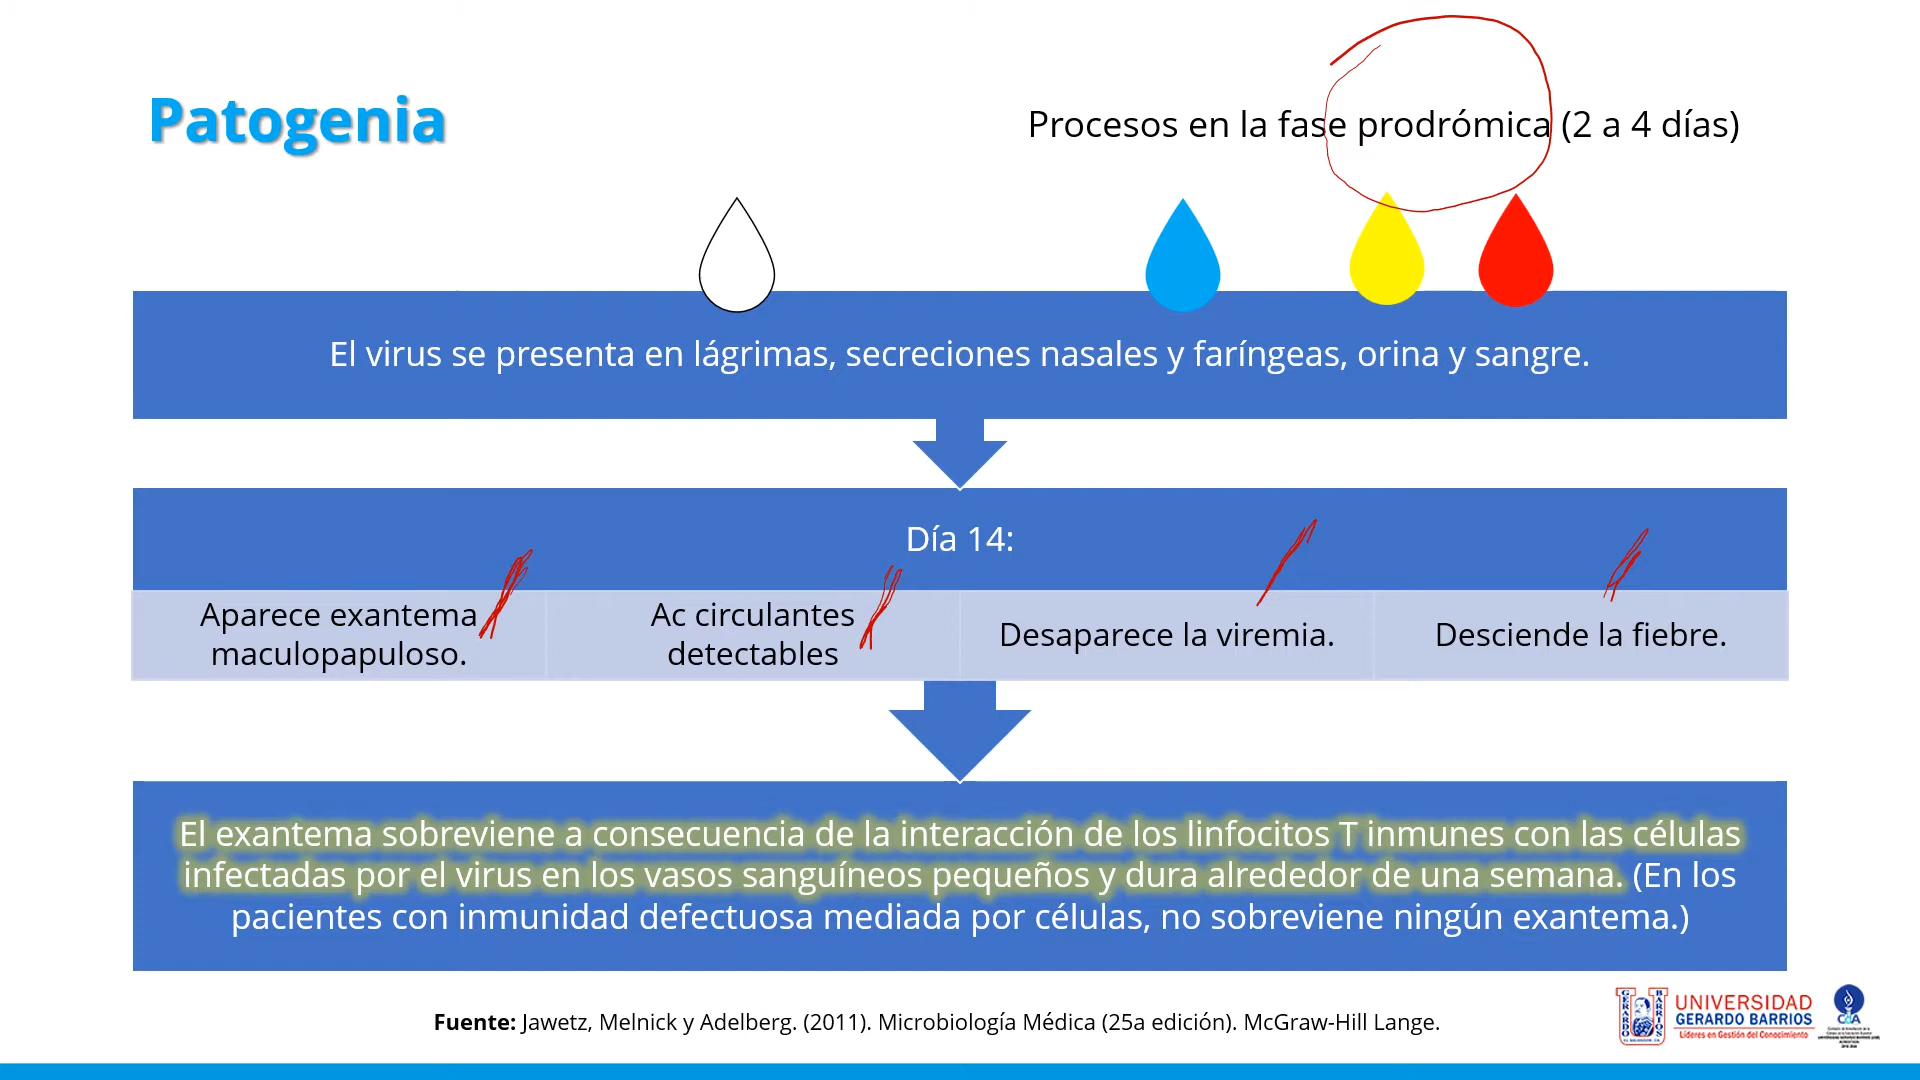 Patogenia
Procesos en la fase prodrómica (2 a 4 días)
El virus se presenta en lágrimas, secreciones nasales y faríngeas, orina y sangre.
Día 14:
Aparece exantema
maculopapuloso.
Ac circulantes
detectables
Desaparece la viremia.
Desciende la fiebre.
El exantema sobreviene a consecuencia de la interacción de los linfocitos T inmunes con las células
infectadas por el virus en los vasos sanguíneos pequeños y dura alrededor de una semana. (En los
pacientes con inmunidad defectuosa mediada por células, no sobreviene ningún exantema.)
Fuente: Jawetz, Melnick y Adelberg. (2011). Microbiología Médica (25a edición). McGraw-Hill Lange.
GERARDO
BARRIOS
UNIVERSIDAD
GERARDO BARRIOS
Líderes en Gestión del Conocimiento